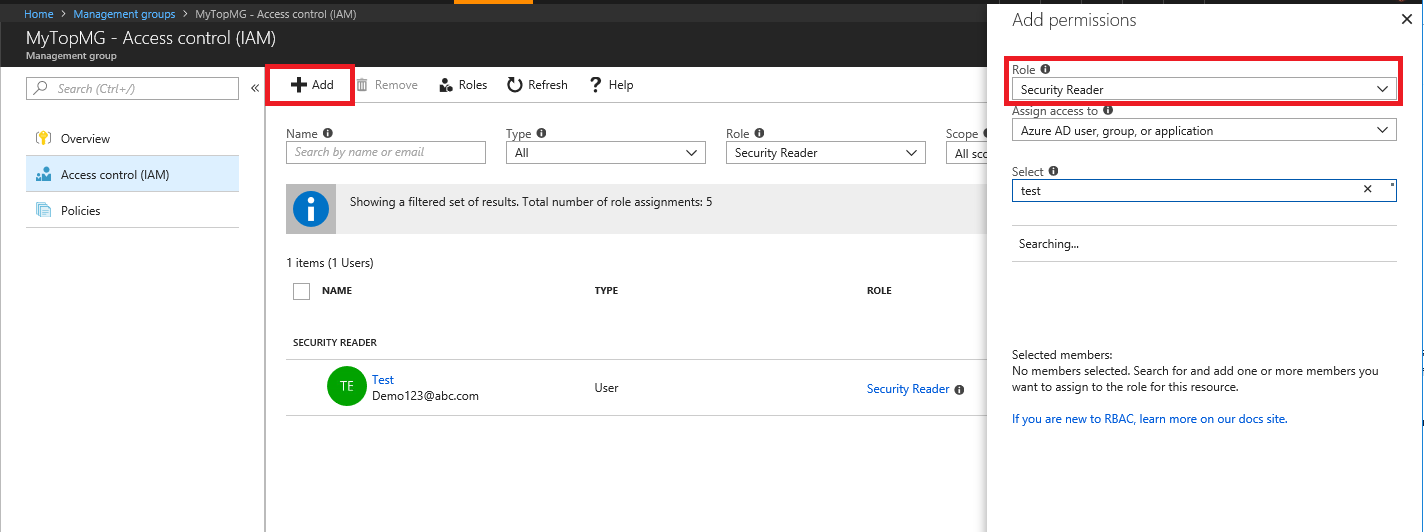 Home > Management groups > MyTopMG - Access control (IAM)
MyTopMG - Access control (IAM)
Management group
Search (Ctrl+/)
Overview
Access control (IAM)
Policies
Add Remove Roles Refresh ? Help
Name Type Role Scope
Search by name or email All Security Reader All sco
Showing a filtered set of results. Total number of role assignments: 5
1 items (1 Users)
NAME TYPE ROLE
SECURITY READER
TE Test
Demo123@abc.com
User
Security Reader
Add permissions
Role
Security Reader
Assign access to
Azure AD user, group, or application
Select
test
Searching...
Selected members:
No members selected. Search for and add one or more members you
want to assign to the role for this resource.
If you are new to RBAC, learn more on our docs site.